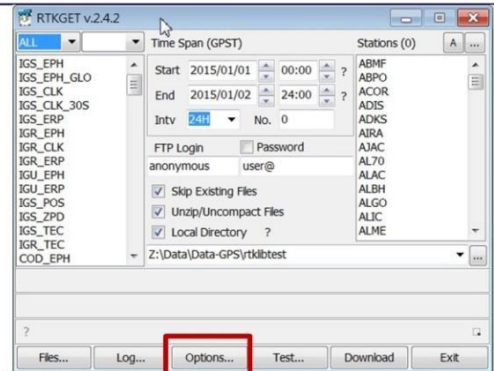 RTKGET v.2.4.2
ALL
Time Span (GPST)
Stations (0)
A
...
IGS_EPH
IGS_EPH_GLO
IGS_CLK
IGS_CLK_30S
IGS_ERP
IGR_EPH
IGR_CLK
IGR_ERP
IGU_EPH
IGU_ERP
IGS_POS
IGS_ZPD
IGS_TEC
IGR_TEC
COD_EPH
Start 2015/01/01 00:00 ?
End 2015/01/02 24:00 ?
Intv 24H No. 0
FTP Login Password
anonymous user@
Skip Existing Files
Unzip/Uncompact Files
Local Directory ?
Z:\Data\Data-GPS\rtklibtest
...
ABMF
ABPO
ACOR
ADIS
ADKS
AIRA
AJAC
AL70
ALAC
ALBH
ALGO
ALIC
ALME
?
Files... Log... Options... Test... Download Exit